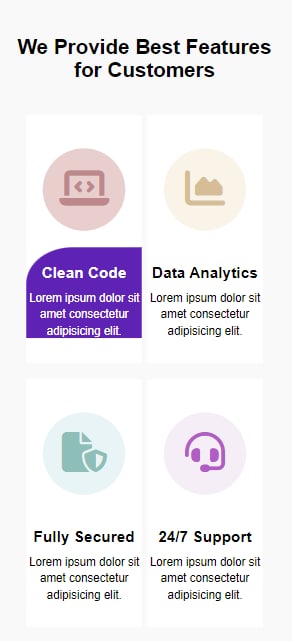 We Provide Best Features
for Customers
Clean Code
Lorem ipsum dolor sit
amet consectetur
adipisicing elit.
Data Analytics
Lorem ipsum dolor sit
amet consectetur
adipisicing elit.
Fully Secured
Lorem ipsum dolor sit
amet consectetur
adipisicing elit.
24/7 Support
Lorem ipsum dolor sit
amet consectetur
adipisicing elit.